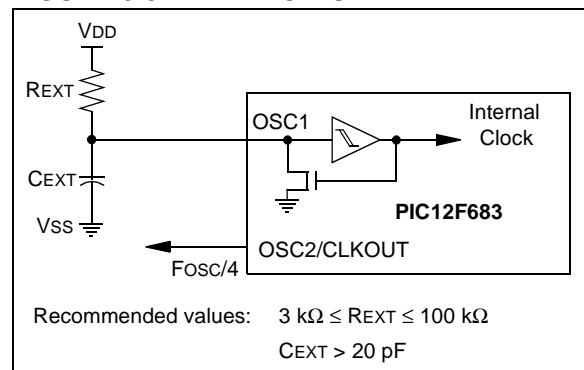 VDD
REXT
OSC1
Internal
Clock
CEXT
PIC12F683
VSS
OSC2/CLKOUT
FOSC/4
Recommended values: 3 kΩ ≤ REXT ≤ 100 kΩ
CEXT > 20 pF